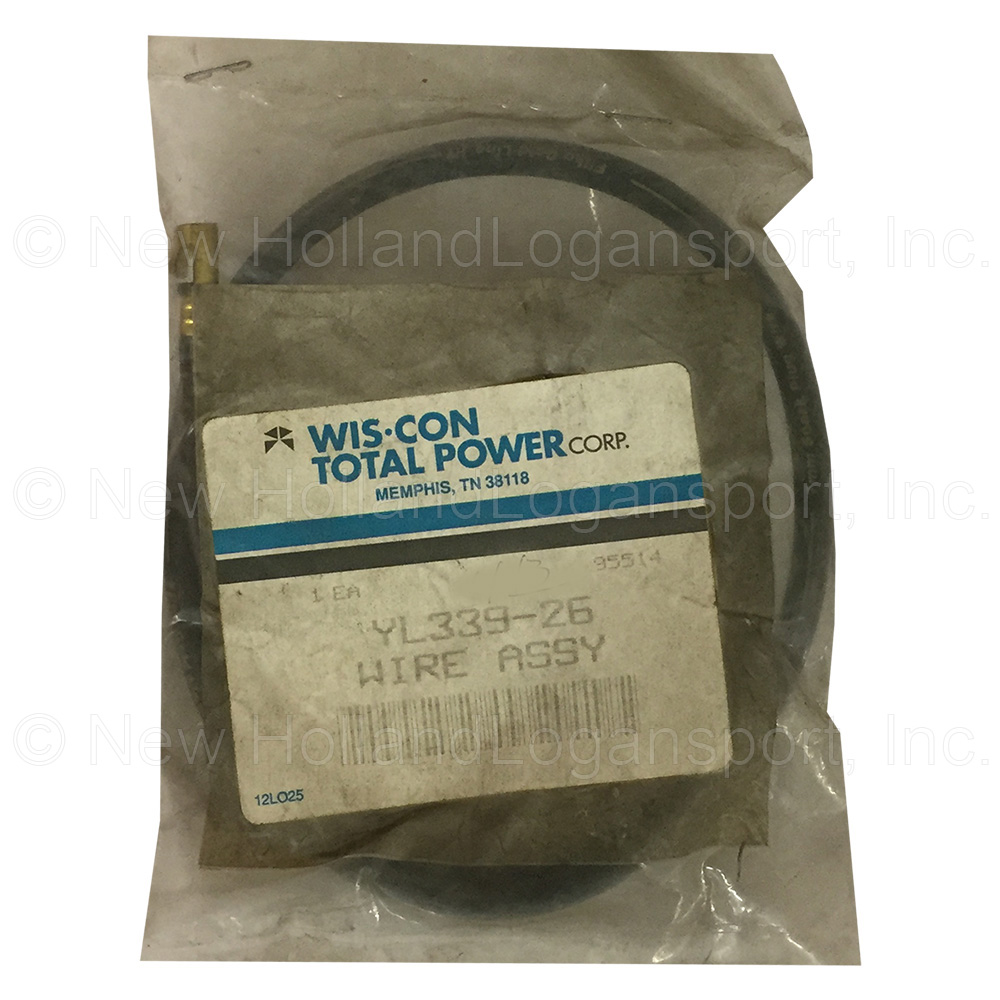 © New HollandLogansport, Inc.
WIS·CON
TOTAL POWER CORP.
MEMPHIS, TN 38118
© New HollandLogansport, Inc.
1 EA 95514
YL339-26
WIRE ASSY
© New HollandLogansport, Inc.
12LO25